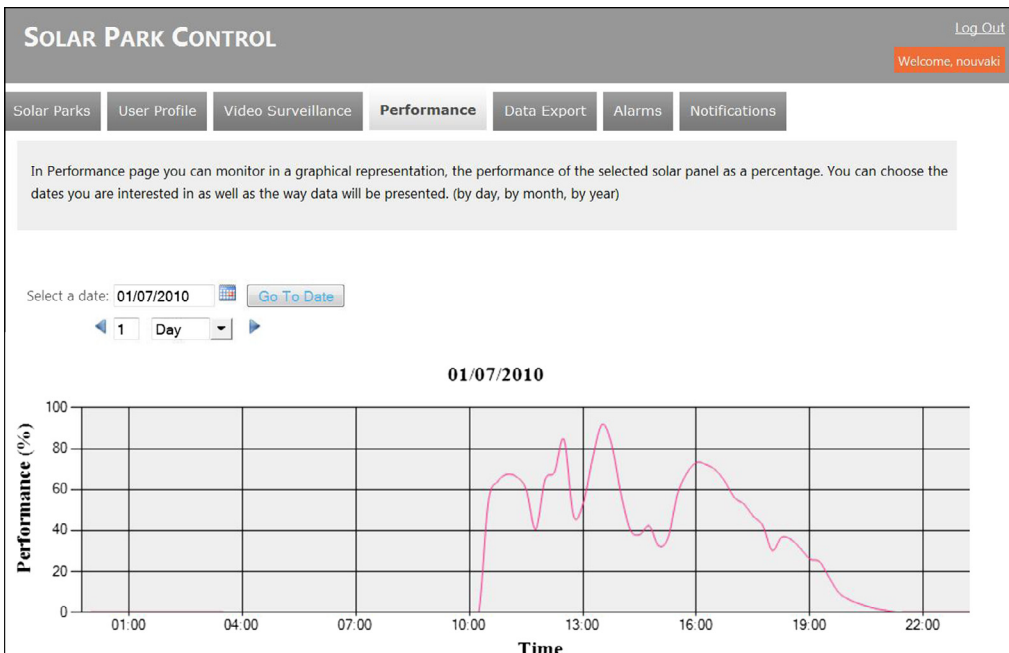 SOLAR PARK CONTROL
Log Out
Welcome, nouvaki
Solar Parks
User Profile
Video Surveillance
Performance
Data Export
Alarms
Notifications
In Performance page you can monitor in a graphical representation, the performance of the selected solar panel as a percentage. You can choose the
dates you are interested in as well as the way data will be presented. (by day, by month, by year)
Select a date: 01/07/2010 Go To Date
1 Day
01/07/2010
Performance (%)
100
80
60
40
20
0
01:00 04:00 07:00 10:00 13:00 16:00 19:00 22:00
Time